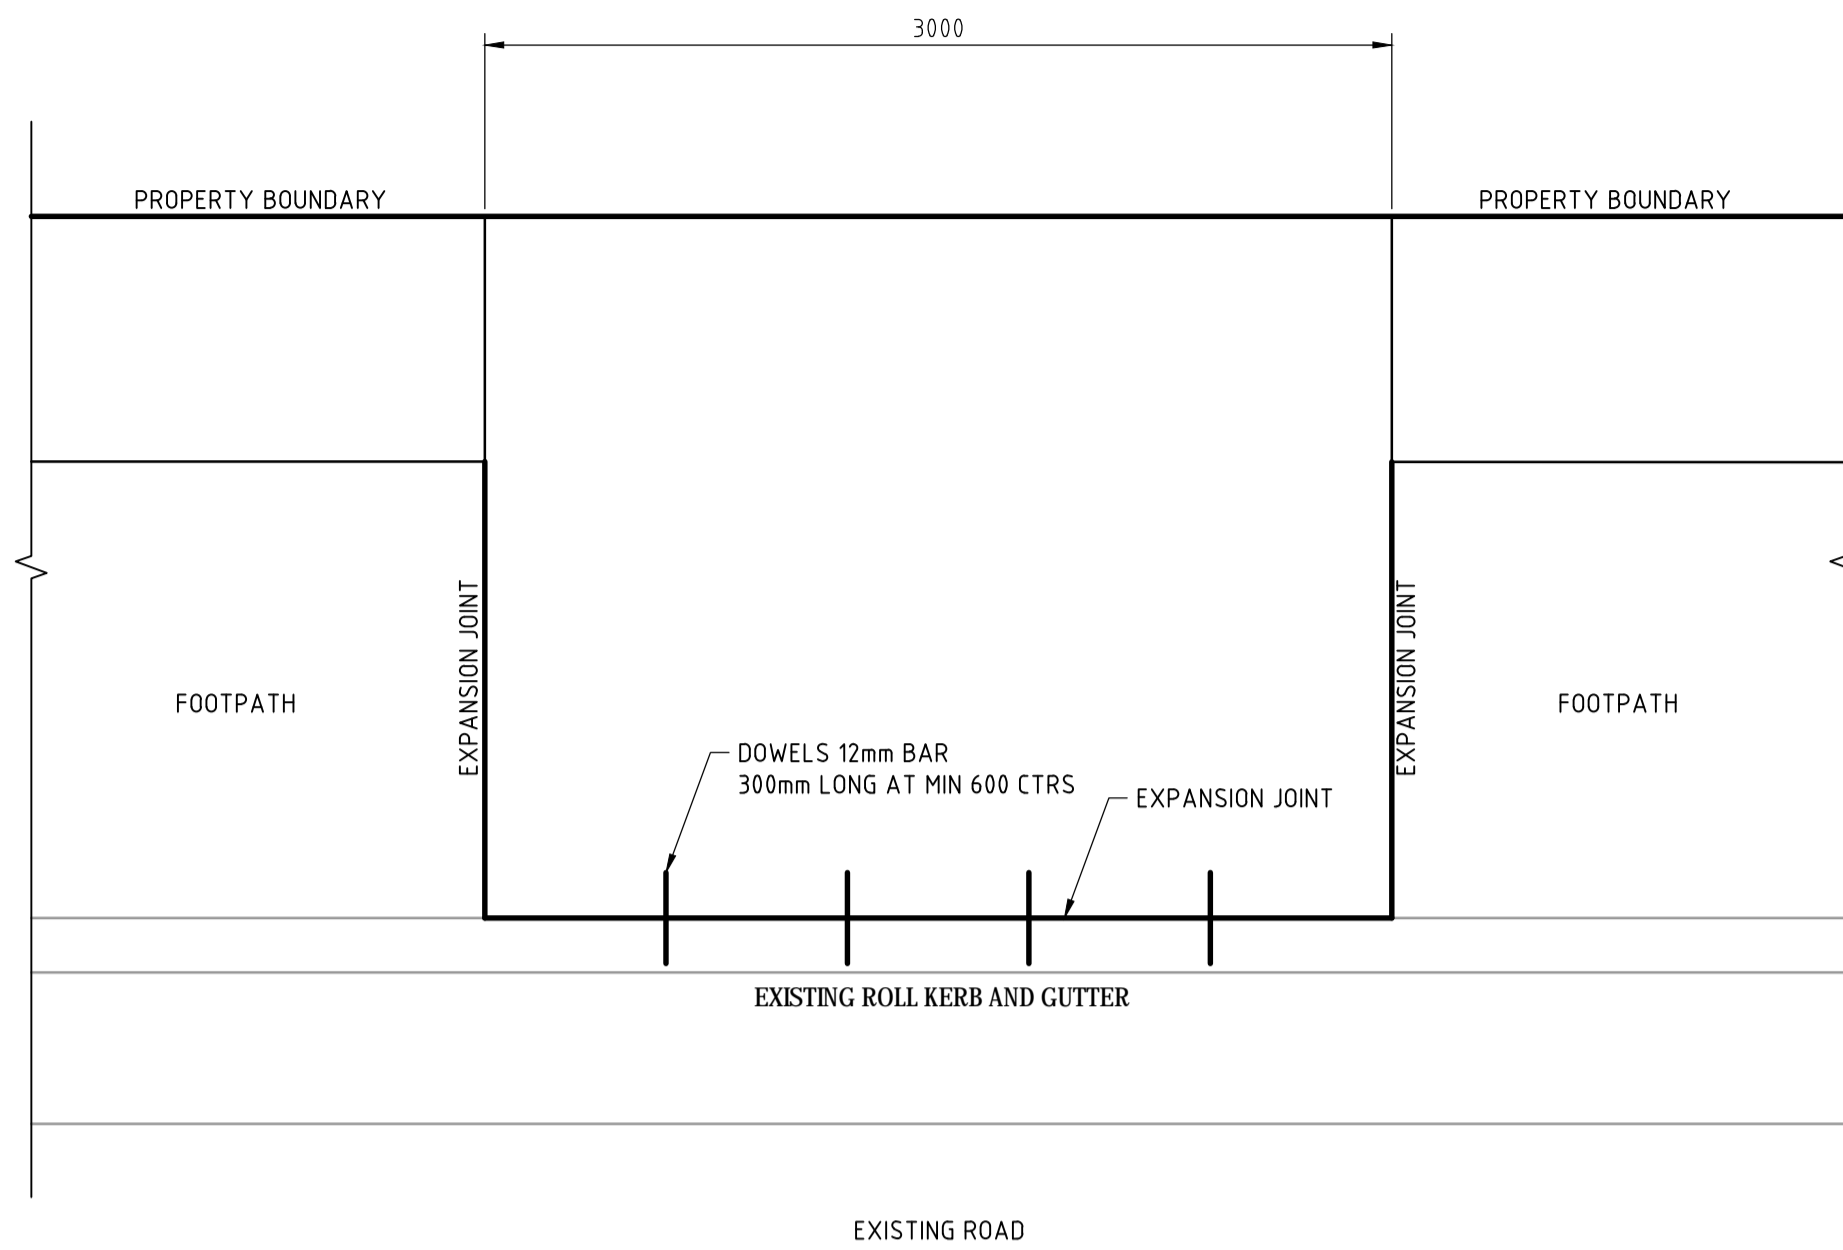 3000
PROPERTY BOUNDARY
PROPERTY BOUNDARY
EXPANSION JOINT
EXPANSION JOINT
FOOTPATH
FOOTPATH
DOWELS 12mm BAR
300mm LONG AT MIN 600 CTRS
EXPANSION JOINT
EXISTING ROLL KERB AND GUTTER
EXISTING ROAD